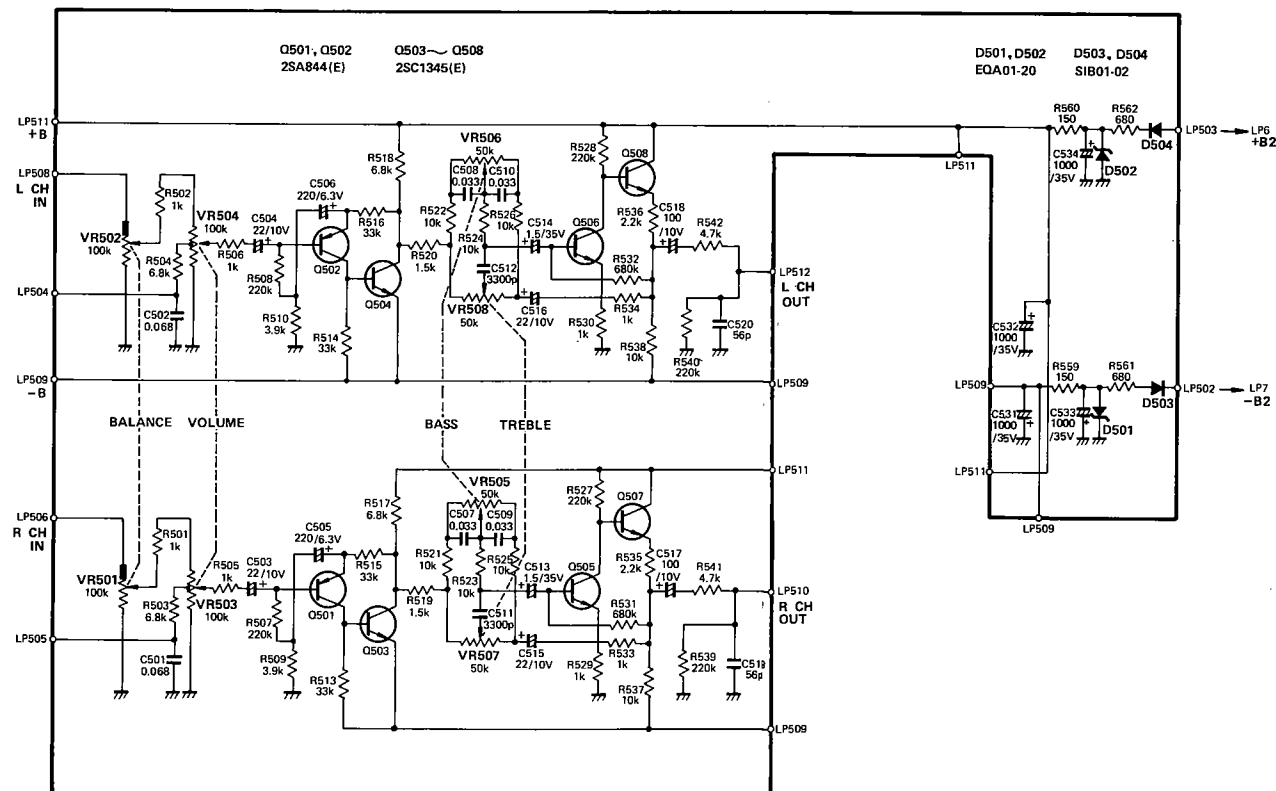 Q501, Q502
2SA844(E)
Q503～Q508
2SC1345(E)
D501, D502
EQA01-20
D503, D504
SIB01-02
LP511
+B
LP508
L CH
IN
R502
1k
VR502
100k
VR504
100k
R504
6.8k
LP504
C502
0.068
R506
1k
C504
22/10V
R508
220k
R510
3.9k
C506
220/6.3V
Q502
R516
33k
R514
33k
Q504
R518
6.8k
R520
1.5k
VR506
50k
C508
0.033
C510
0.033
R522
10k
R524
10k
R526
10k
C512
3300p
VR508
50k
C514
1.5/35V
C516
22/10V
R528
220k
Q506
Q508
R530
1k
R532
680k
R534
1k
R536
2.2k
R538
10k
C518
100
/10V
R542
4.7k
R540
220k
C520
56p
LP512
L CH
OUT
LP509
-B
LP509
LP511
R560
150
R562
680
C534
1000
/35V
D502
D504
LP503
LP6
+B2
C532
1000
/35V
LP509
R559
150
R561
680
C531
1000
/35V
C533
1000
/35V
D501
D503
LP502
LP7
-B2
LP511
LP509
BALANCE
VOLUME
BASS
TREBLE
LP511
LP506
R CH
IN
R501
1k
VR501
100k
R503
6.8k
VR503
100k
LP505
C501
0.068
R505
1k
C503
22/10V
R507
220k
R509
3.9k
C505
220/6.3V
Q501
R515
33k
R513
33k
Q503
R517
6.8k
R519
1.5k
VR505
50k
C507
0.033
C509
0.033
R521
10k
R523
10k
R525
10k
C511
3300p
VR507
50k
C513
1.5/35V
C515
22/10V
R527
220k
Q505
Q507
R529
1k
R531
680k
R533
1k
R535
2.2k
R537
10k
C517
100
/10V
R541
4.7k
R539
220k
C519
56p
LP510
R CH
OUT
LP509